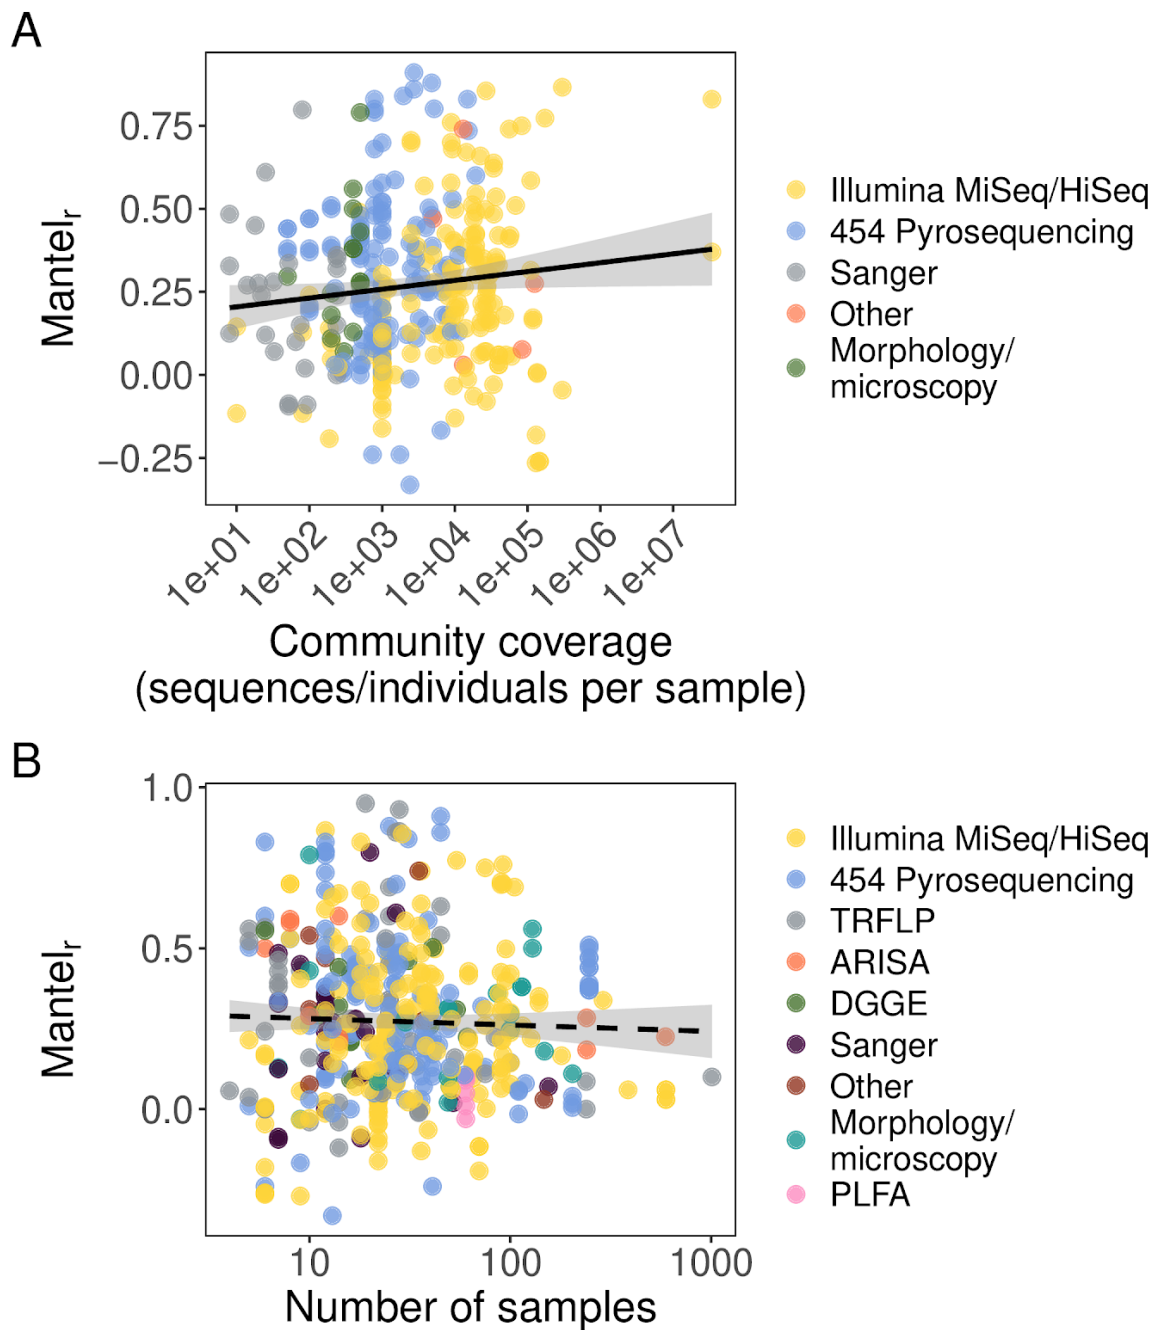 A
Mantelr
0.75
0.50
0.25
0.00
−0.25
1e+01
1e+02
1e+03
1e+04
1e+05
1e+06
1e+07
Community coverage
(sequences/individuals per sample)
Illumina MiSeq/HiSeq
454 Pyrosequencing
Sanger
Other
Morphology/
microscopy
B
Mantelr
1.0
0.5
0.0
10
100
1000
Number of samples
Illumina MiSeq/HiSeq
454 Pyrosequencing
TRFLP
ARISA
DGGE
Sanger
Other
Morphology/
microscopy
PLFA